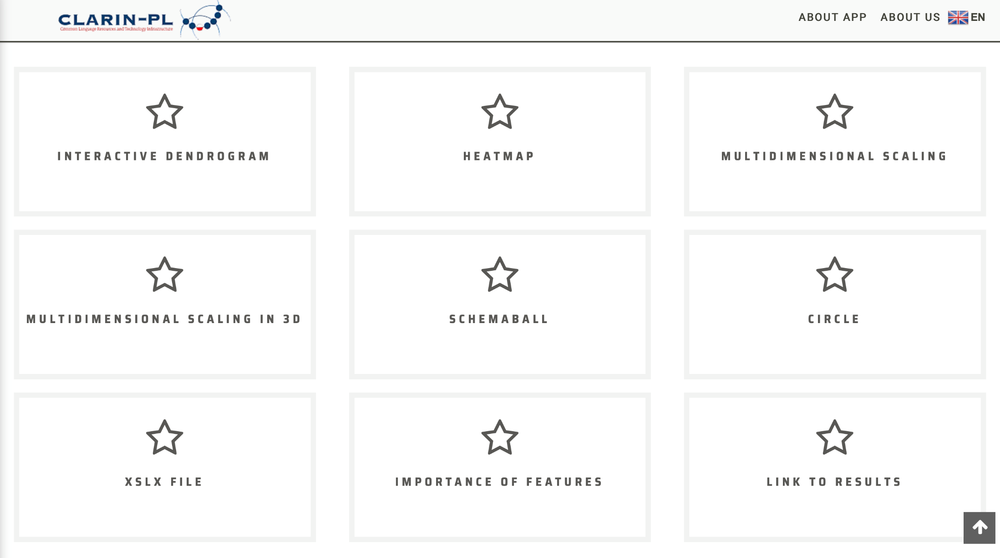 CLARIN-PL
Common Language Resources and Technology Infrastructure
ABOUT APP ABOUT US EN
INTERACTIVE DENDROGRAM
HEATMAP
MULTIDIMENSIONAL SCALING
MULTIDIMENSIONAL SCALING IN 3D
SCHEMABALL
CIRCLE
XSLX FILE
IMPORTANCE OF FEATURES
LINK TO RESULTS